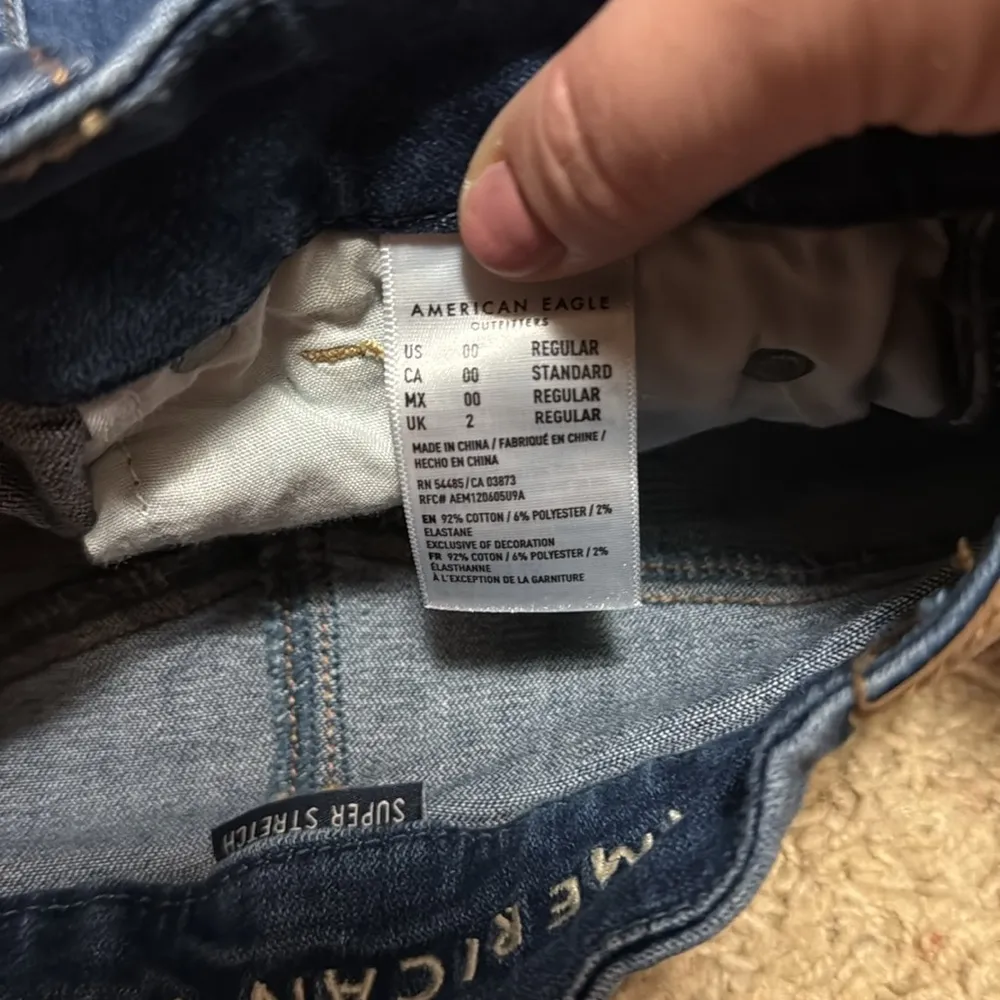 AMERICAN EAGLE
OUTFITTERS
US 00 REGULAR
CA 00 STANDARD
MX 00 REGULAR
UK 2 REGULAR
MADE IN CHINA / FABRIQUÉ EN CHINE /
HECHO EN CHINA
RN 54485/CA 03873
RFC# AEM120605U9A
EN 92% COTTON / 6% POLYESTER / 2%
ELASTANE
EXCLUSIVE OF DECORATION
FR 92% COTON / 6% POLYESTER / 2%
ÉLASTHANNE
À L'EXCEPTION DE LA GARNITURE
SUPER STRETCH
AMERICAN